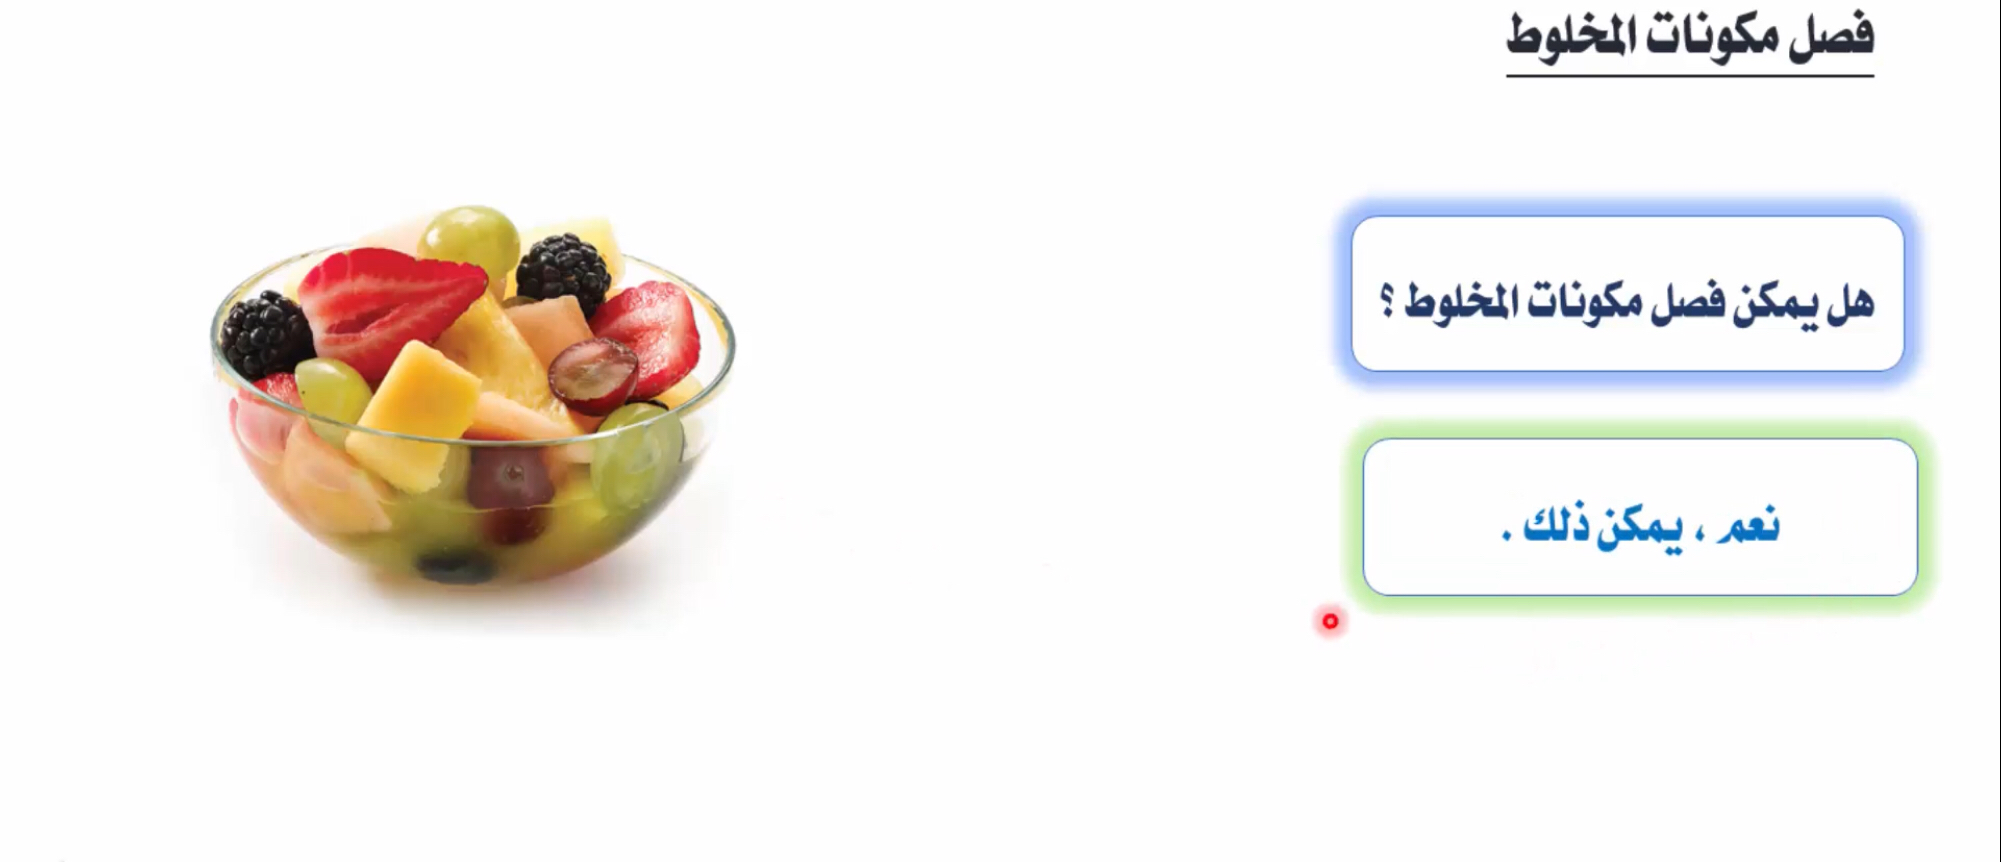 فصل مكونات المخلوط
هل يمكن فصل مكونات المخلوط ؟
نعم ، يمكن ذلك .